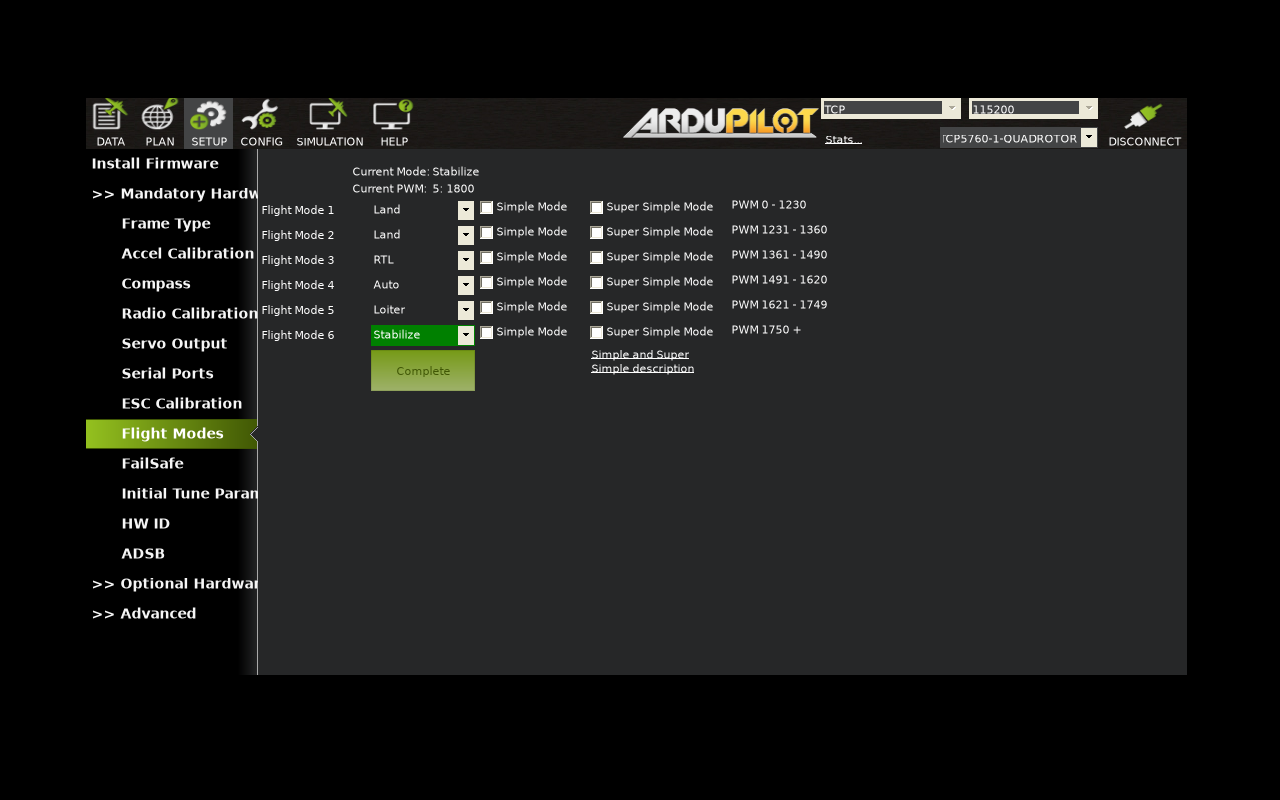 DATA PLAN SETUP CONFIG SIMULATION HELP
ARDUPILOT
TCP 115200
Stats... TCP5760-1-QUADROTOR
DISCONNECT
Install Firmware
>> Mandatory Hardw
Frame Type
Accel Calibration
Compass
Radio Calibration
Servo Output
Serial Ports
ESC Calibration
Flight Modes
FailSafe
Initial Tune Param
HW ID
ADSB
>> Optional Hardwar
>> Advanced
Current Mode: Stabilize
Current PWM: 5: 1800
Flight Mode 1 Land Simple Mode Super Simple Mode PWM 0 - 1230
Flight Mode 2 Land Simple Mode Super Simple Mode PWM 1231 - 1360
Flight Mode 3 RTL Simple Mode Super Simple Mode PWM 1361 - 1490
Flight Mode 4 Auto Simple Mode Super Simple Mode PWM 1491 - 1620
Flight Mode 5 Loiter Simple Mode Super Simple Mode PWM 1621 - 1749
Flight Mode 6 Stabilize Simple Mode Super Simple Mode PWM 1750 +
Simple and Super
Simple description
Complete